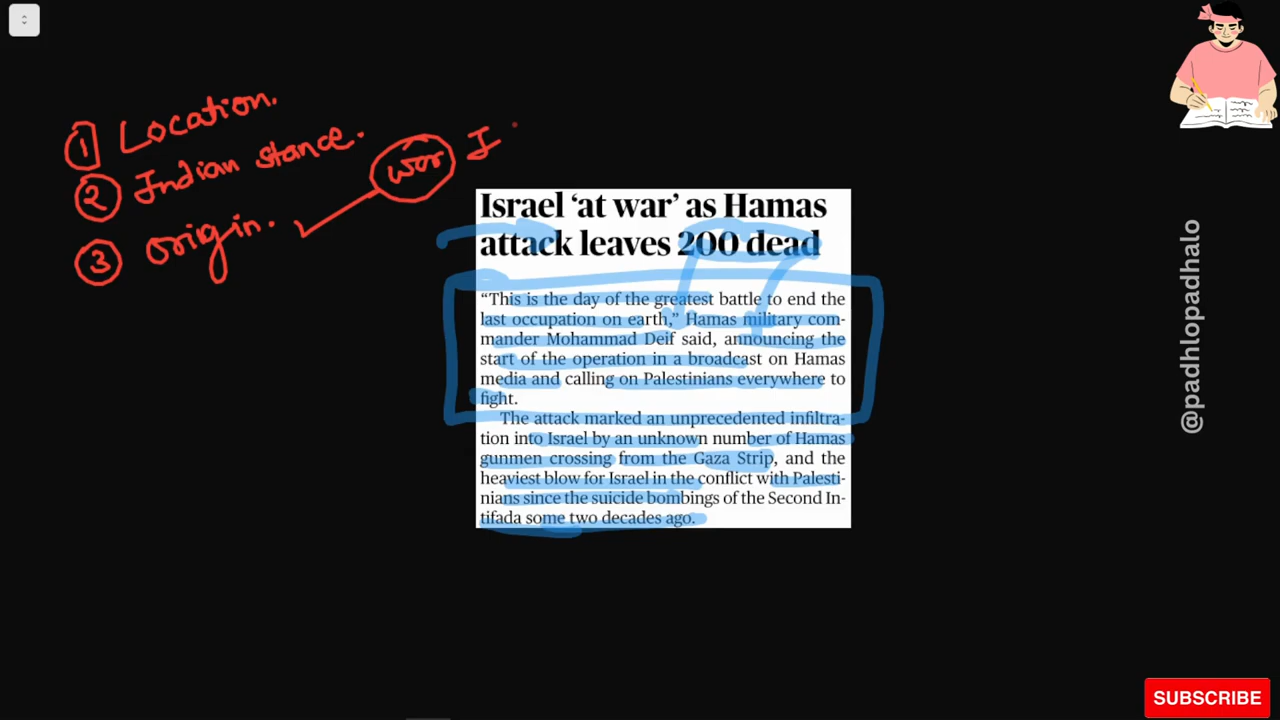 ① Location.
② Indian stance.
③ origin.
war I
Israel ‘at war’ as Hamas
attack leaves 200 dead
“This is the day of the greatest battle to end the
last occupation on earth,” Hamas military com-
mander Mohammad Deif said, announcing the
start of the operation in a broadcast on Hamas
media and calling on Palestinians everywhere to
fight.
The attack marked an unprecedented infiltra-
tion into Israel by an unknown number of Hamas
gunmen crossing from the Gaza Strip, and the
heaviest blow for Israel in the conflict with Palesti-
nians since the suicide bombings of the Second In-
tifada some two decades ago.
@padhlopadhalo
SUBSCRIBE